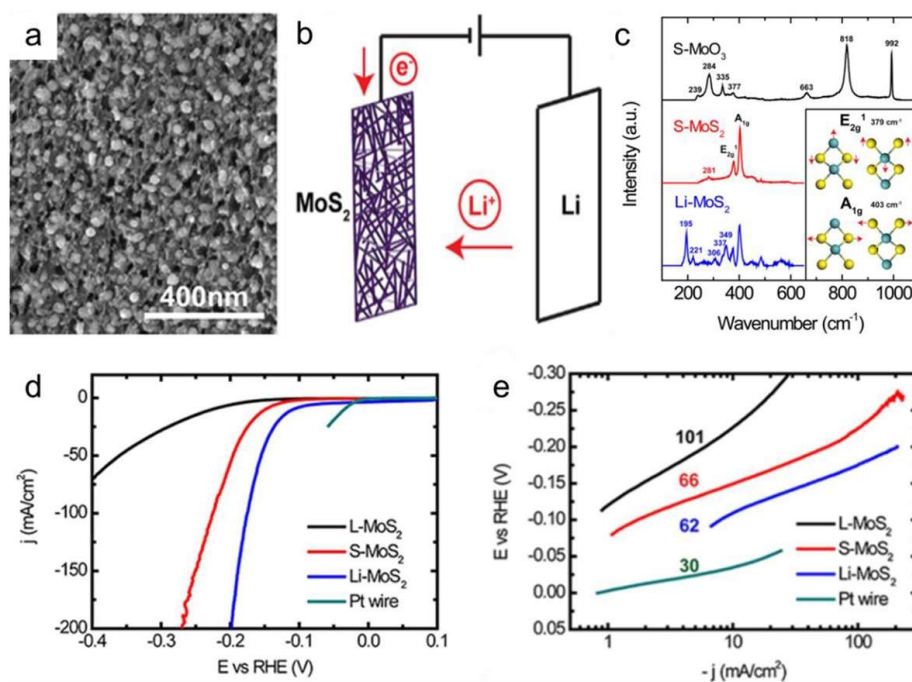 a
400nm
b
e⁻
MoS₂
Li⁺
Li
c
S-MoO₃
239
284
335
377
663
818
992
S-MoS₂
281
E₂g¹
A₁g
Li-MoS₂
195
221
306
337
349
E₂g¹ 379 cm⁻¹
A₁g 403 cm⁻¹
Intensity (a.u.)
200 400 600 800 1000
Wavenumber (cm⁻¹)
d
0
-50
-100
-150
-200
j (mA/cm²)
L-MoS₂
S-MoS₂
Li-MoS₂
Pt wire
-0.4 -0.3 -0.2 -0.1 0.0 0.1
E vs RHE (V)
e
-0.30
-0.25
-0.20
-0.15
-0.10
-0.05
0.00
0.05
E vs RHE (V)
101
66
62
30
L-MoS₂
S-MoS₂
Li-MoS₂
Pt wire
1 10 100
- j (mA/cm²)